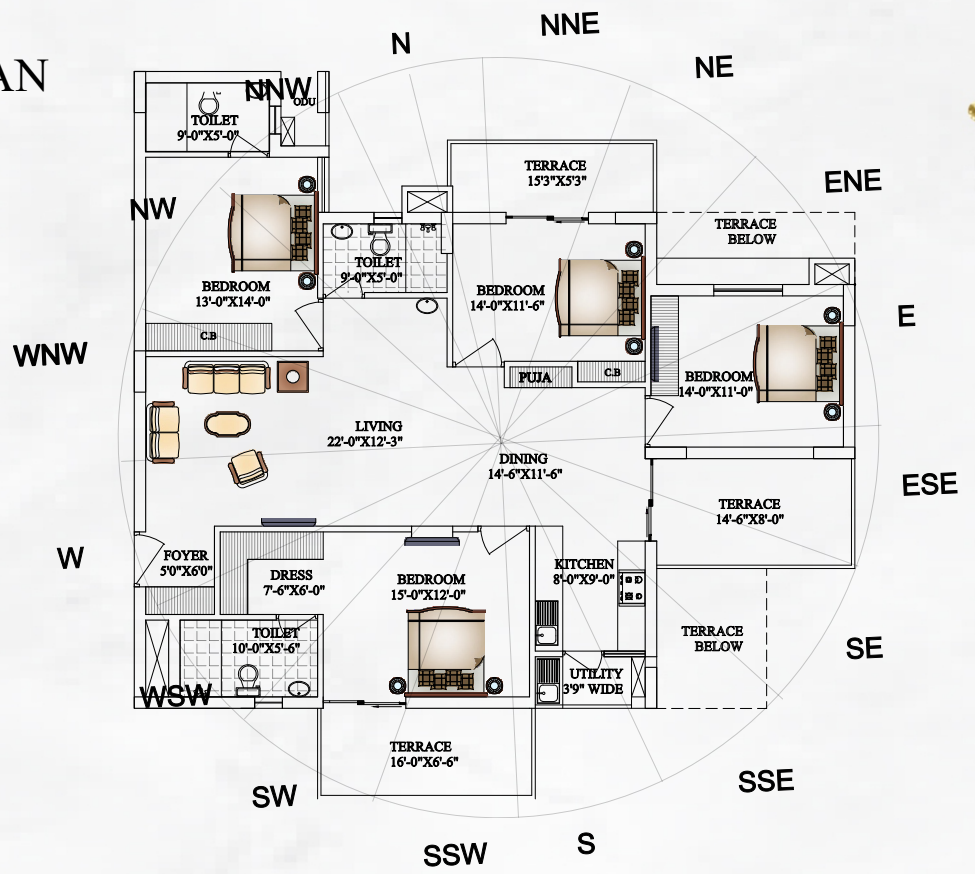 AN
N
NNE
NE
NNW
ODU
TOILET
9'-0"X5'-0"
TERRACE
15'3"X5'3"
ENE
NW
TERRACE
BELOW
TOILET
9'-0"X5'-0"
BEDROOM
13'-0"X14'-0"
BEDROOM
14'-0"X11'-6"
E
C.B
WNW
PUJA
C.B
BEDROOM
14'-0"X11'-0"
LIVING
22'-0"X12'-3"
DINING
14'-6"X11'-6"
ESE
TERRACE
14'-6"X8'-0"
W
FOYER
5'0"X6'0"
DRESS
7'-6"X6'-0"
BEDROOM
15'-0"X12'-0"
KITCHEN
8'-0"X9'-0"
TOILET
10'-0"X5'-6"
TERRACE
BELOW
SE
WSW
UTILITY
3'9" WIDE
TERRACE
16'-0"X6'-6"
SW
SSE
SSW
S